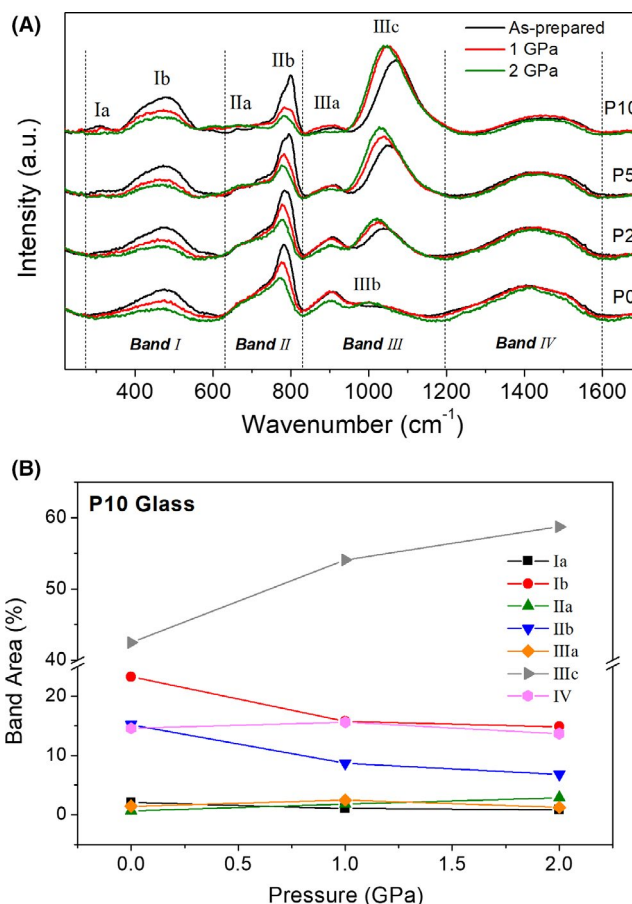 (A)
IIIc
As-prepared
1 GPa
2 GPa
Ib
IIb
Ia
IIa
IIIa
P10
P5
P2
IIIb
P0
Band I
Band II
Band III
Band IV
Intensity (a.u.)
400 600 800 1000 1200 1400 1600
Wavenumber (cm⁻¹)
(B)
P10 Glass
60
50
40
20
10
0
Band Area (%)
Ia
Ib
IIa
IIb
IIIa
IIIc
IV
0.0 0.5 1.0 1.5 2.0
Pressure (GPa)